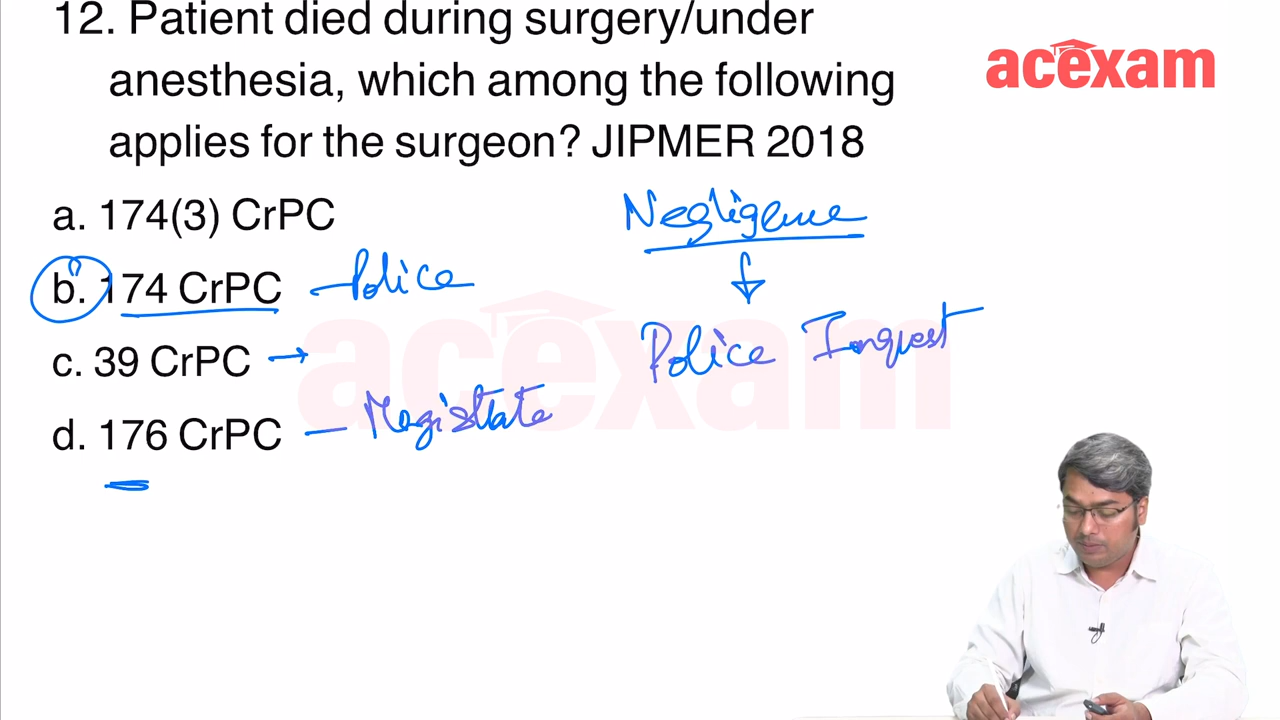 12. Patient died during surgery/under
acexam
anesthesia, which among the following
applies for the surgeon? JIPMER 2018
a. 174(3) CrPC
Negligence
b. 174 CrPC - Police
Police Inquest
c. 39 CrPC →
d. 176 CrPC - Magistrate
acexam